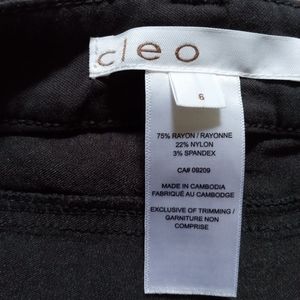 cleo
6
75% RAYON / RAYONNE
22% NYLON
3% SPANDEX
CA# 09209
MADE IN CAMBODIA
FABRIQUÉ AU CAMBODGE
EXCLUSIVE OF TRIMMING /
GARNITURE NON
COMPRISE